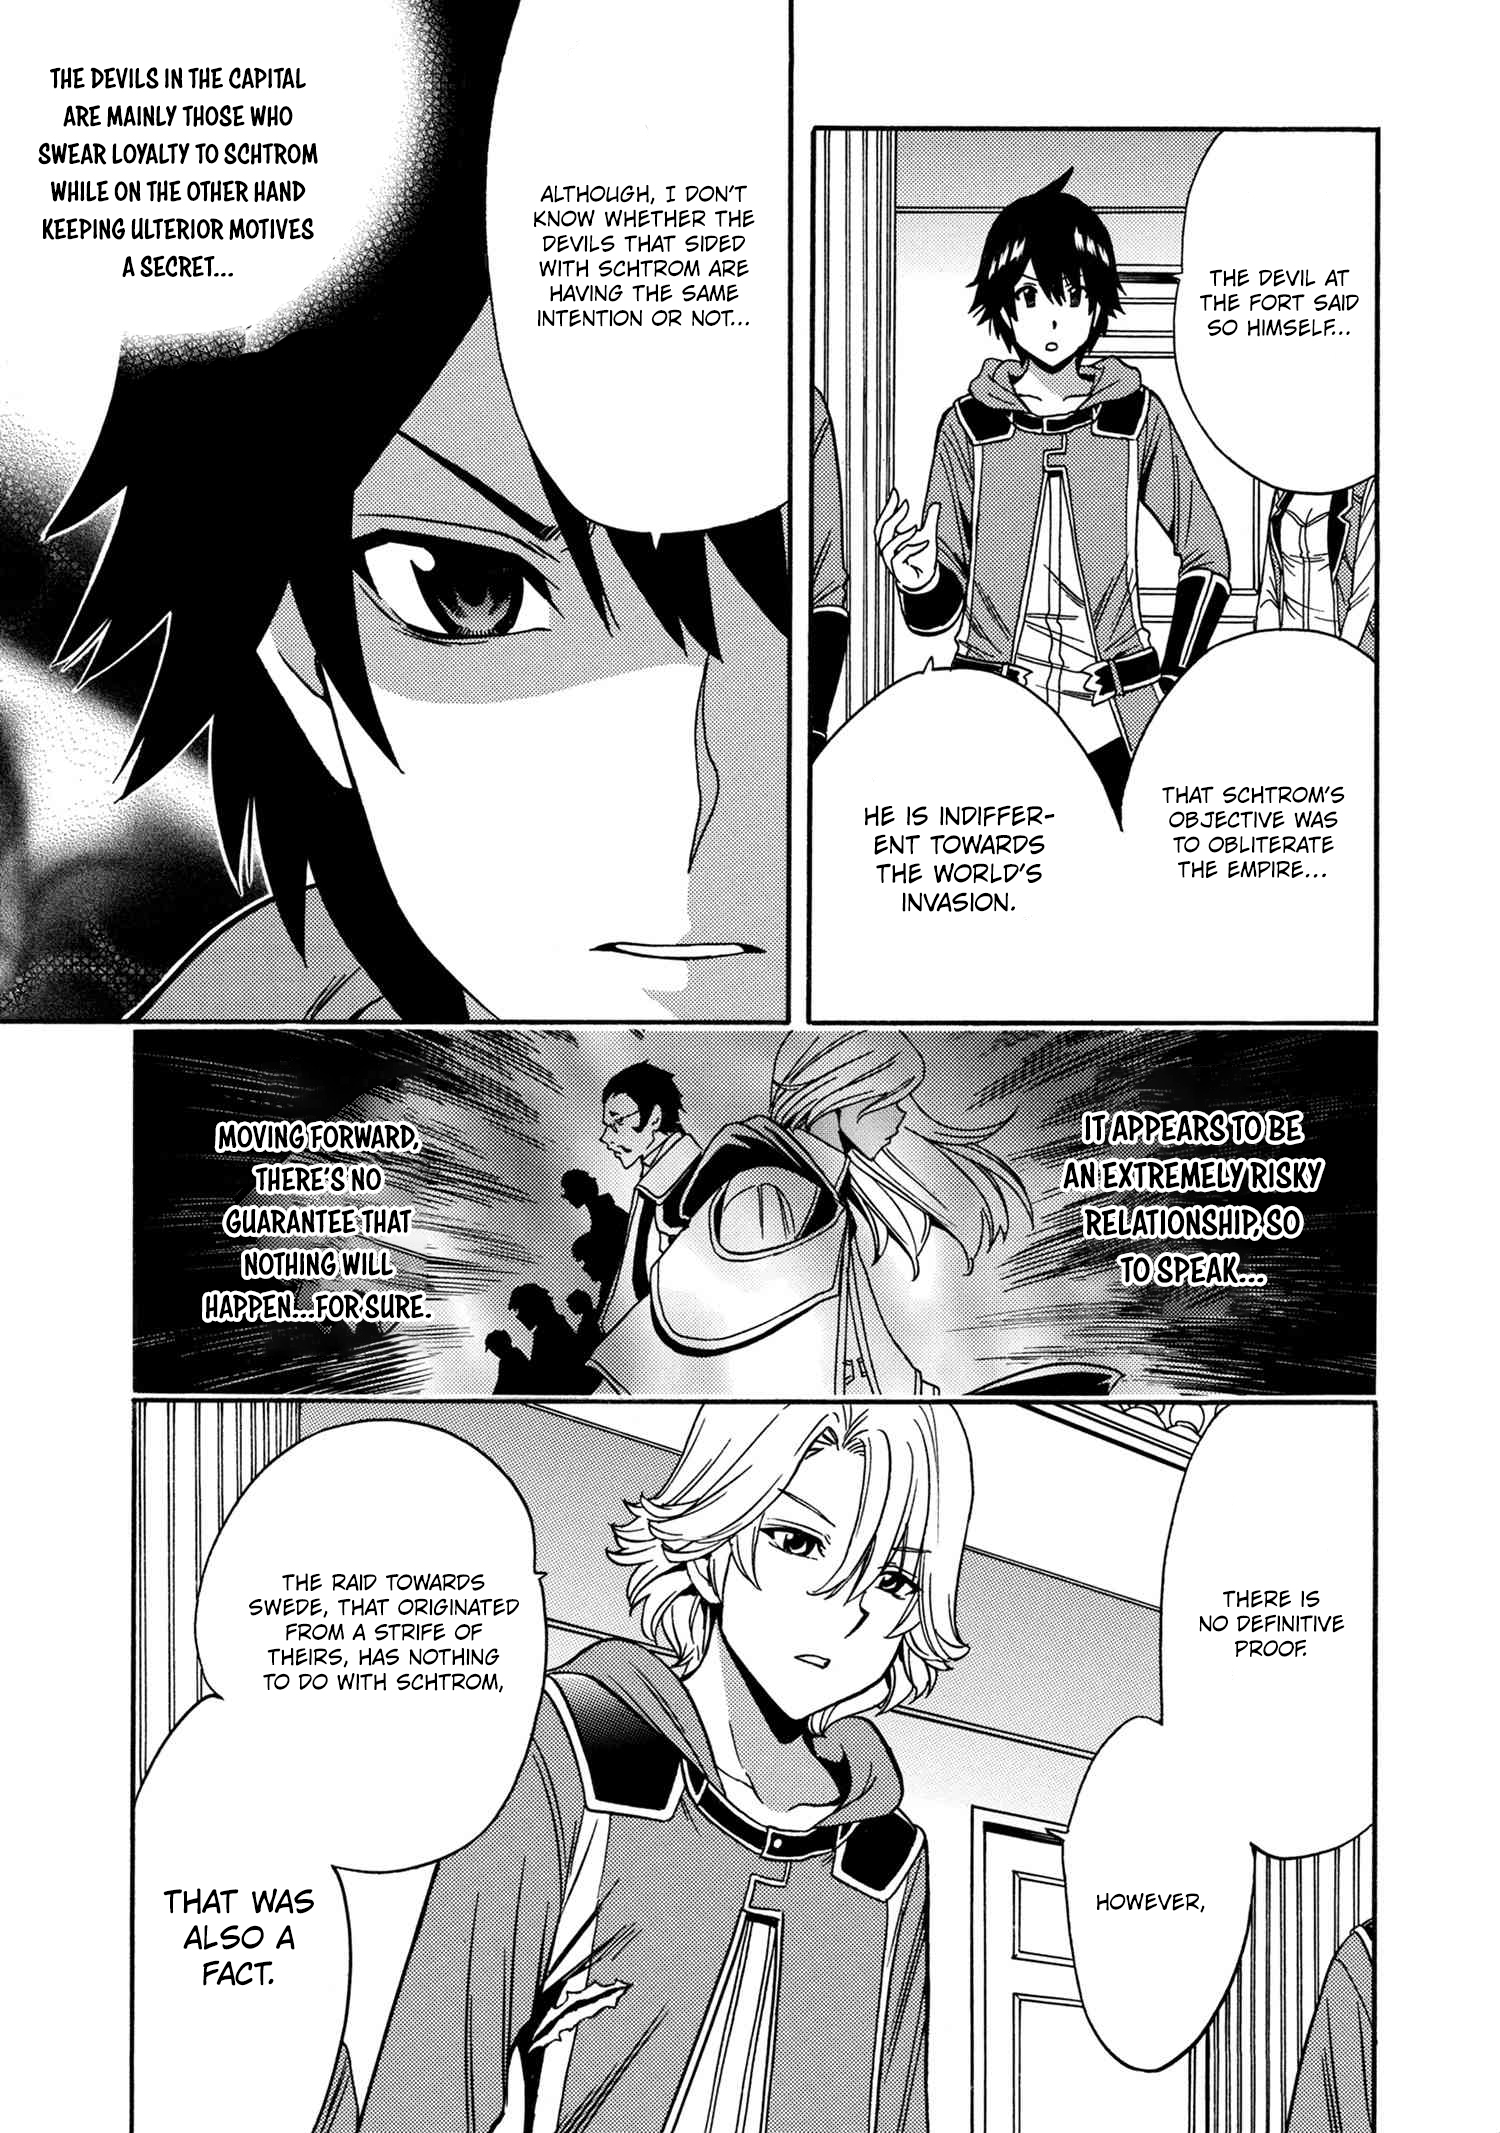 THE DEVIL AT
THE FORT SAID
SO HIMSELF...
THAT SCHTROM'S
OBJECTIVE WAS
TO OBLITERATE
THE EMPIRE...
HE IS INDIFFER-
ENT TOWARDS
THE WORLD'S
INVASION.
ALTHOUGH, I DON'T
KNOW WHETHER THE
DEVILS THAT SIDED
WITH SCHTROM ARE
HAVING THE SAME
INTENTION OR NOT...
THE DEVILS IN THE CAPITAL
ARE MAINLY THOSE WHO
SWEAR LOYALTY TO SCHTROM
WHILE ON THE OTHER HAND
KEEPING ULTERIOR MOTIVES
A SECRET...
IT APPEARS TO BE
AN EXTREMELY RISKY
RELATIONSHIP, SO
TO SPEAK...
MOVING FORWARD,
THERE'S NO
GUARANTEE THAT
NOTHING WILL
HAPPEN...FOR SURE.
THERE IS
NO DEFINITIVE
PROOF.
HOWEVER,
THE RAID TOWARDS
SWEDE, THAT ORIGINATED
FROM A STRIFE OF
THEIRS, HAS NOTHING
TO DO WITH SCHTROM,
THAT WAS
ALSO A
FACT.